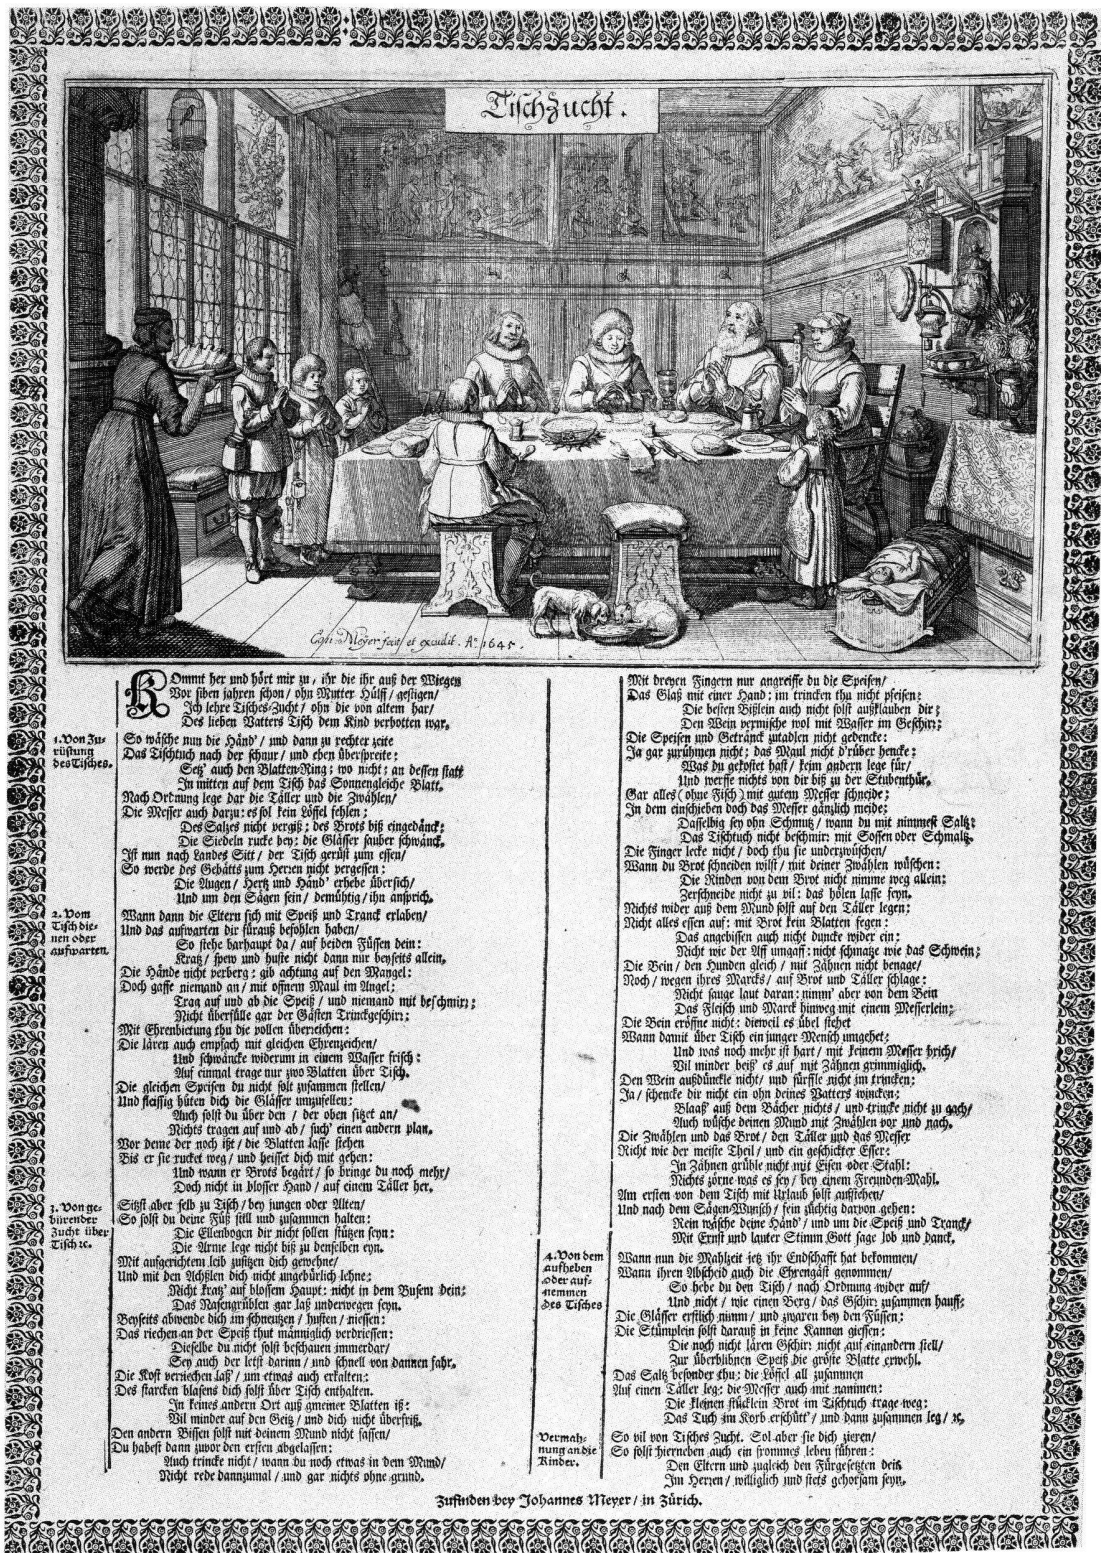 TischZucht.
Meyer fecit et excudit. Aº. 1645.
KOmmt her und hört mir zu, ihr die ihr auß der Wiegen
Vor siben jahren schon/ ohn Mutter Hülff/ gestigen/
Ich lehre Tisches-Zucht/ ohn die von altem har/
Des lieben Vatters Tisch dem Kind verbotten war.
1. Von Zu-
rüstung
des Tisches.
So wäsche nun die Händ'/ und dann zu rechter zeite
Das Tischtuch nach der schnur/ und eben überspreite:
Setz' auch den Blatten-Ring; wo nicht; an dessen statt
In mitten auf dem Tisch das Sonnengleiche Blatt.
Nach Ordnung lege dar die Täller und die Zwählen/
Die Messer auch darzu: es sol kein Löffel fehlen;
Des Saltzes nicht vergiß; des Brots biß eingedänck:
Die Siedeln rucke bey: die Glässer sauber schwänck.
Ist nun nach Landes Sitt/ der Tisch gerüst zum essen/
So werde des Gebätts zum Herren nicht vergessen:
Die Augen/ Hertz und Händ' erhebe übersich/
Und um den Sägen sein/ demühtig/ ihn ansprich.
2. Vom
Tisch die-
nen oder
aufwarten.
Wann dann die Eltern sich mit Speiß und Tranck erlaben/
Und das aufwarten dir fürauß befohlen haben/
So stehe barhaupt da/ auf beiden Füssen dein:
Kratz/ spew und huste nicht dann nur beyseits allein.
Die Hände nicht verberg; gib achtung auf den Mangel:
Doch gaffe niemand an/ mit offnem Maul im Angel;
Trag auf und ab die Speiß/ und niemand mit beschmir;
Nicht überfülle gar der Gästen Trinckgeschir;
Mit Ehrenbietung thu die vollen überreichen:
Die lären auch empfach mit gleichen Ehrenzeichen/
Und schwäncke widerum in einem Wasser frisch:
Auf einmal trage nur zwo Blatten über Tisch.
Die gleichen Speisen du nicht solt zusammen stellen/
Und fleissig hüten dich die Glässer umzufellen:
Auch solst du über den/ der oben sitzet an/
Nichts tragen auf und ab/ such' einen andern plan.
Vor deme der noch ißt/ die Blatten lasse stehen
Bis er sie rucket weg/ und heisset dich mit gehen:
Und wann er Brots begärt/ so bringe du noch mehr/
Doch nicht in blosser Hand/ auf einem Täller her.
3. Von ge-
bürender
Zucht über
Tisch ꝛc.
Sitzst aber selb zu Tisch/ bey jungen oder Alten/
So solst du deine Füß still und zusammen halten:
Die Ellenbogen dir nicht sollen stützen seyn:
Die Arme lege nicht biß zu denselben eyn.
Mit aufgerichtem leib zusitzen dich gewehne/
Und mit den Achßlen dich nicht ungebürlich lehne:
Nicht kratz' auf blossem Haupt: nicht in dem Busem dein:
Das Nasengrüblen gar laß underwegen seyn.
Beyseits abwende dich im schneutzen/ husten/ niessen:
Das riechen an der Speiß thut männiglich verdriessen:
Dieselbe du nicht solst beschauen immerdar/
Sey auch der letst darinn/ und schnell von dannen fahr.
Die Kost verriechen laß'/ um etwas auch erkalten:
Des starcken blasens dich solst über Tisch enthalten.
In keines andern Ort auß gmeiner Blatten iß:
Vil minder auf den Geitz/ und dich nicht überfriß.
Den andern Bissen solst mit deinem Mund nicht fassen/
Du habest dann zuvor den ersten abgelassen:
Auch trincke nicht/ wann du noch etwas in dem Mund/
Nicht rede dannzumal/ und gar nichts ohne grund.
Mit dreyen Fingern nur angreiffe du die Speisen/
Das Glaß mit einer Hand: im trincken thu nicht pfeisen:
Die besten Bißlein auch nicht solst außklauben dir;
Den Wein vermische wol mit Wasser im Geschir;
Die Speisen und Getränck zutadlen nicht gedencke:
Ja gar zurühmen nicht; das Maul nicht d'rüber hencke:
Was du gekostet hast/ keim andern lege für/
Und werffe nichts von dir biß zu der Stubenthür.
Gar alles (ohne Fisch) mit gutem Messer schneide;
In dem einschieben doch das Messer gänzlich meide:
Dasselbig sey ohn Schmutz/ wann du mit nimmest Saltz:
Das Tischtuch nicht beschmir: mit Sossen oder Schmaltz.
Die Finger lecke nicht/ doch thu sie underzwüschen/
Wann du Brot schneiden wilst/ mit deiner Zwählen wüschen:
Die Rinden von dem Brot nicht nimme weg allein:
Zerschneide nicht zu vil: das hölen lasse seyn.
Nichts wider auß dem Mund solst auf den Täller legen:
Nicht alles essen auf: mit Brot kein Blatten fegen:
Das angebissen auch nicht duncke wider ein:
Nicht wie der Aff umgaff: nicht schmatze wie das Schwein;
Die Bein/ den Hunden gleich/ mit Zähnen nicht benage/
Noch/ wegen ihres Marcks/ auf Brot und Täller schlage:
Nicht sauge laut daran: nimm' aber von dem Bein
Das Fleisch und Marck hinweg mit einem Messerlein;
Die Bein eröffne nicht: dieweil es übel stehet
Wann damit über Tisch ein junger Mensch umgehet:
Und was noch mehr ist hart/ mit keinem Messer brich/
Vil minder beiß' es auf mit Zähnen grimmiglich.
Den Wein außdünckle nicht/ und sürffle nicht im trincken;
Ja/ schencke dir nicht ein ohn deines Vatters wincken;
Blaaß' auß dem Bächer nichts/ und trincke nicht zu gach/
Auch wüsche deinen Mund mit Zwählen vor und nach.
Die Zwählen und das Brot/ den Täller und das Messer
Nicht wie der meiste Theil/ und ein geschickter Esser:
In Zähnen grüble nicht mit Eisen oder Stahl:
Nichts zörne was es sey/ bey einem Freunden-Mahl.
Am ersten von dem Tisch mit Urlaub solst aufstehen/
Und nach dem Sägen-Wunsch/ fein züchtig darvon gehen:
Rein wäsche deine Händ'/ und um die Speiß und Tranck/
Mit Ernst und lauter Stimm Gott sage lob und danck.
4. Von dem
aufheben
oder auf-
nemmen
des Tisches
Wann nun die Mahlzeit jetz ihr Endschafft hat bekommen/
Wann ihren Abscheid auch die Ehrengäst genommen/
So hebe du den Tisch/ nach Ordnung wider auf/
Und nicht/ wie einen Berg/ das Gschir: zusammen hauff:
Die Glässer erstlich nimm/ und zwaren bey den Füssen:
Die Stümplein solst darauß in keine Kannen giessen:
Die noch nicht lären Gschir: nicht auf einandern stell/
Zur überblibnen Speiß die gröste Blatte erwehl.
Das Saltz besonder thu: die Löffel all zusammen
Auf einen Täller leg: die Messer auch mit nammen:
Die kleinen stücklein Brot im Tischtuch trage weg:
Das Tuch im Korb erschütt'/ und dann zusammen leg/ ꝛc.
Vermah-
nung an die
Kinder.
So vil von Tisches Zucht. Sol aber sie dich zieren/
So solst hierneben auch ein frommes leben führen:
Den Eltern und zugleich den Fürgesetzten dein
Im Herren/ williglich und stets gehorsam seyn.
Zufinden bey Johannes Meyer/ in Zürich.